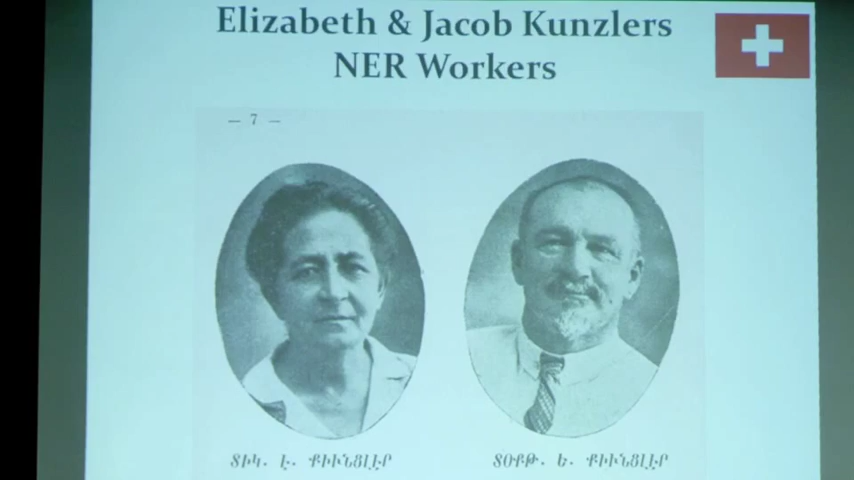 Elizabeth & Jacob Kunzlers
NER Workers
— 7 —
ՏԻԿ. Է. ՔԻՒՆՑԼԷՐ
ՏՕՔԹ. Ե. ՔԻՒՆՑԼԷՐ